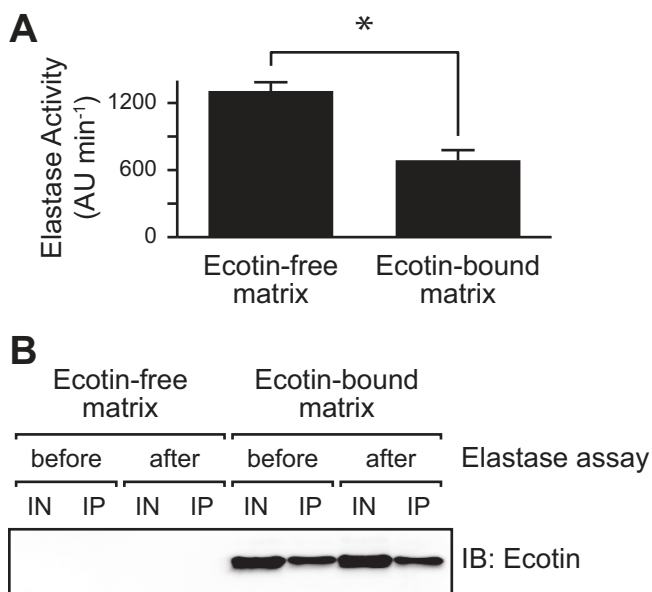 A
*
Elastase Activity
(AU min⁻¹)
1200
600
0
Ecotin-free
matrix
Ecotin-bound
matrix
B
Ecotin-free
matrix
Ecotin-bound
matrix
before after before after Elastase assay
IN IP IN IP IN IP IN IP
IB: Ecotin